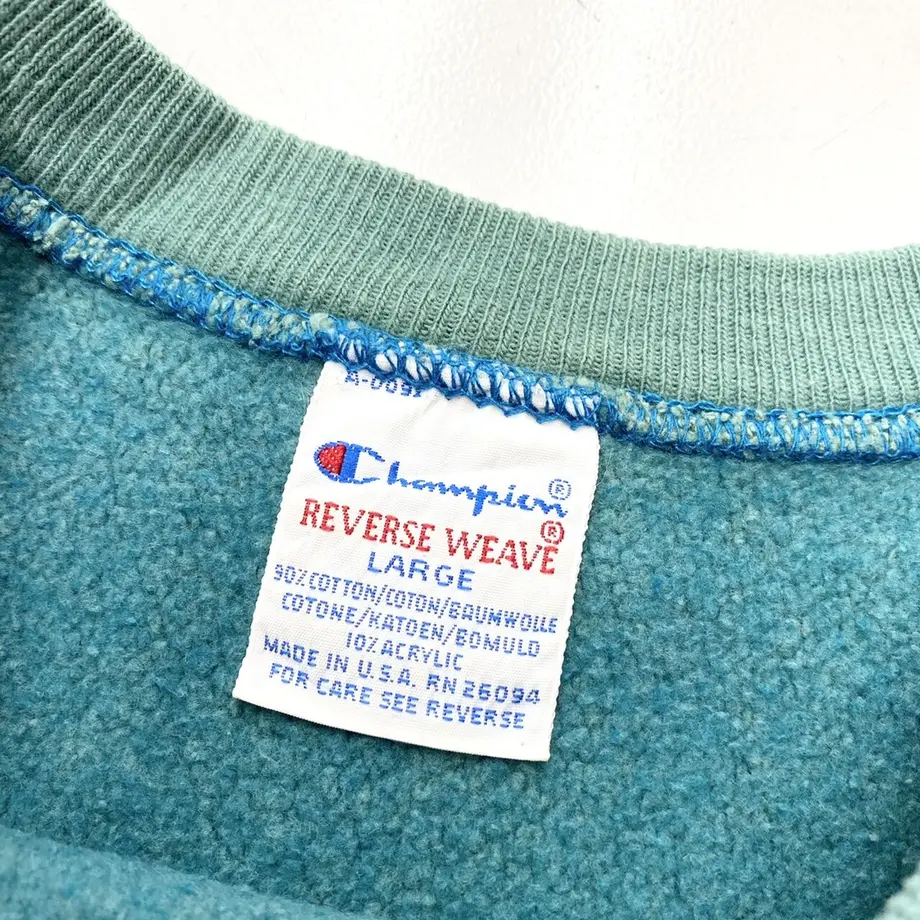 Champion®
REVERSE WEAVE®
LARGE
90% COTTON/COTON/BAUMWOLLE
COTONE/KATOEN/BOMULD
10% ACRYLIC
MADE IN U.S.A. RN 26094
FOR CARE SEE REVERSE